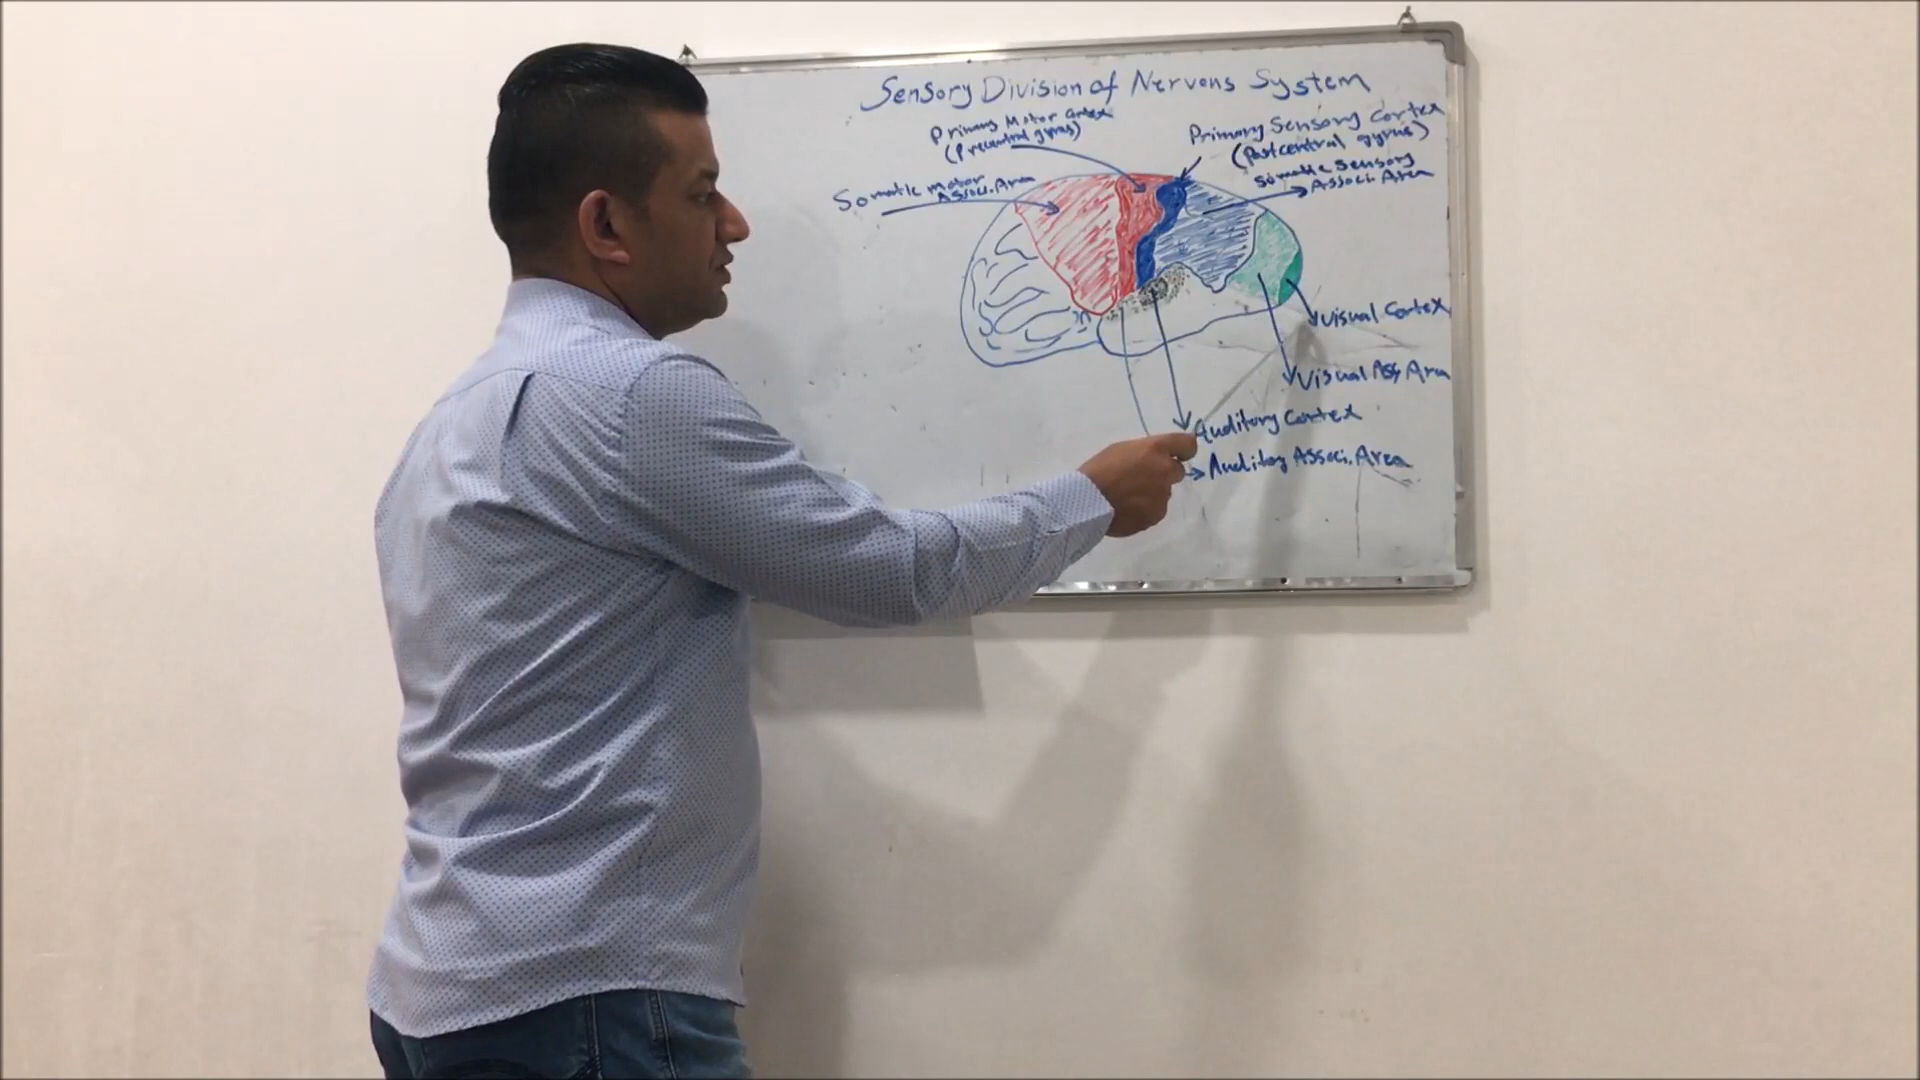 Sensory Division of Nervous System
Primary Motor Cortex
(Precentral gyrus)
Primary Sensory Cortex
(Postcentral gyrus)
Somatic Sensory
Associ. Area
Somatic motor
Associ. Area
Visual Cortex
Visual Ass Area
Auditory Cortex
Auditory Associ. Area